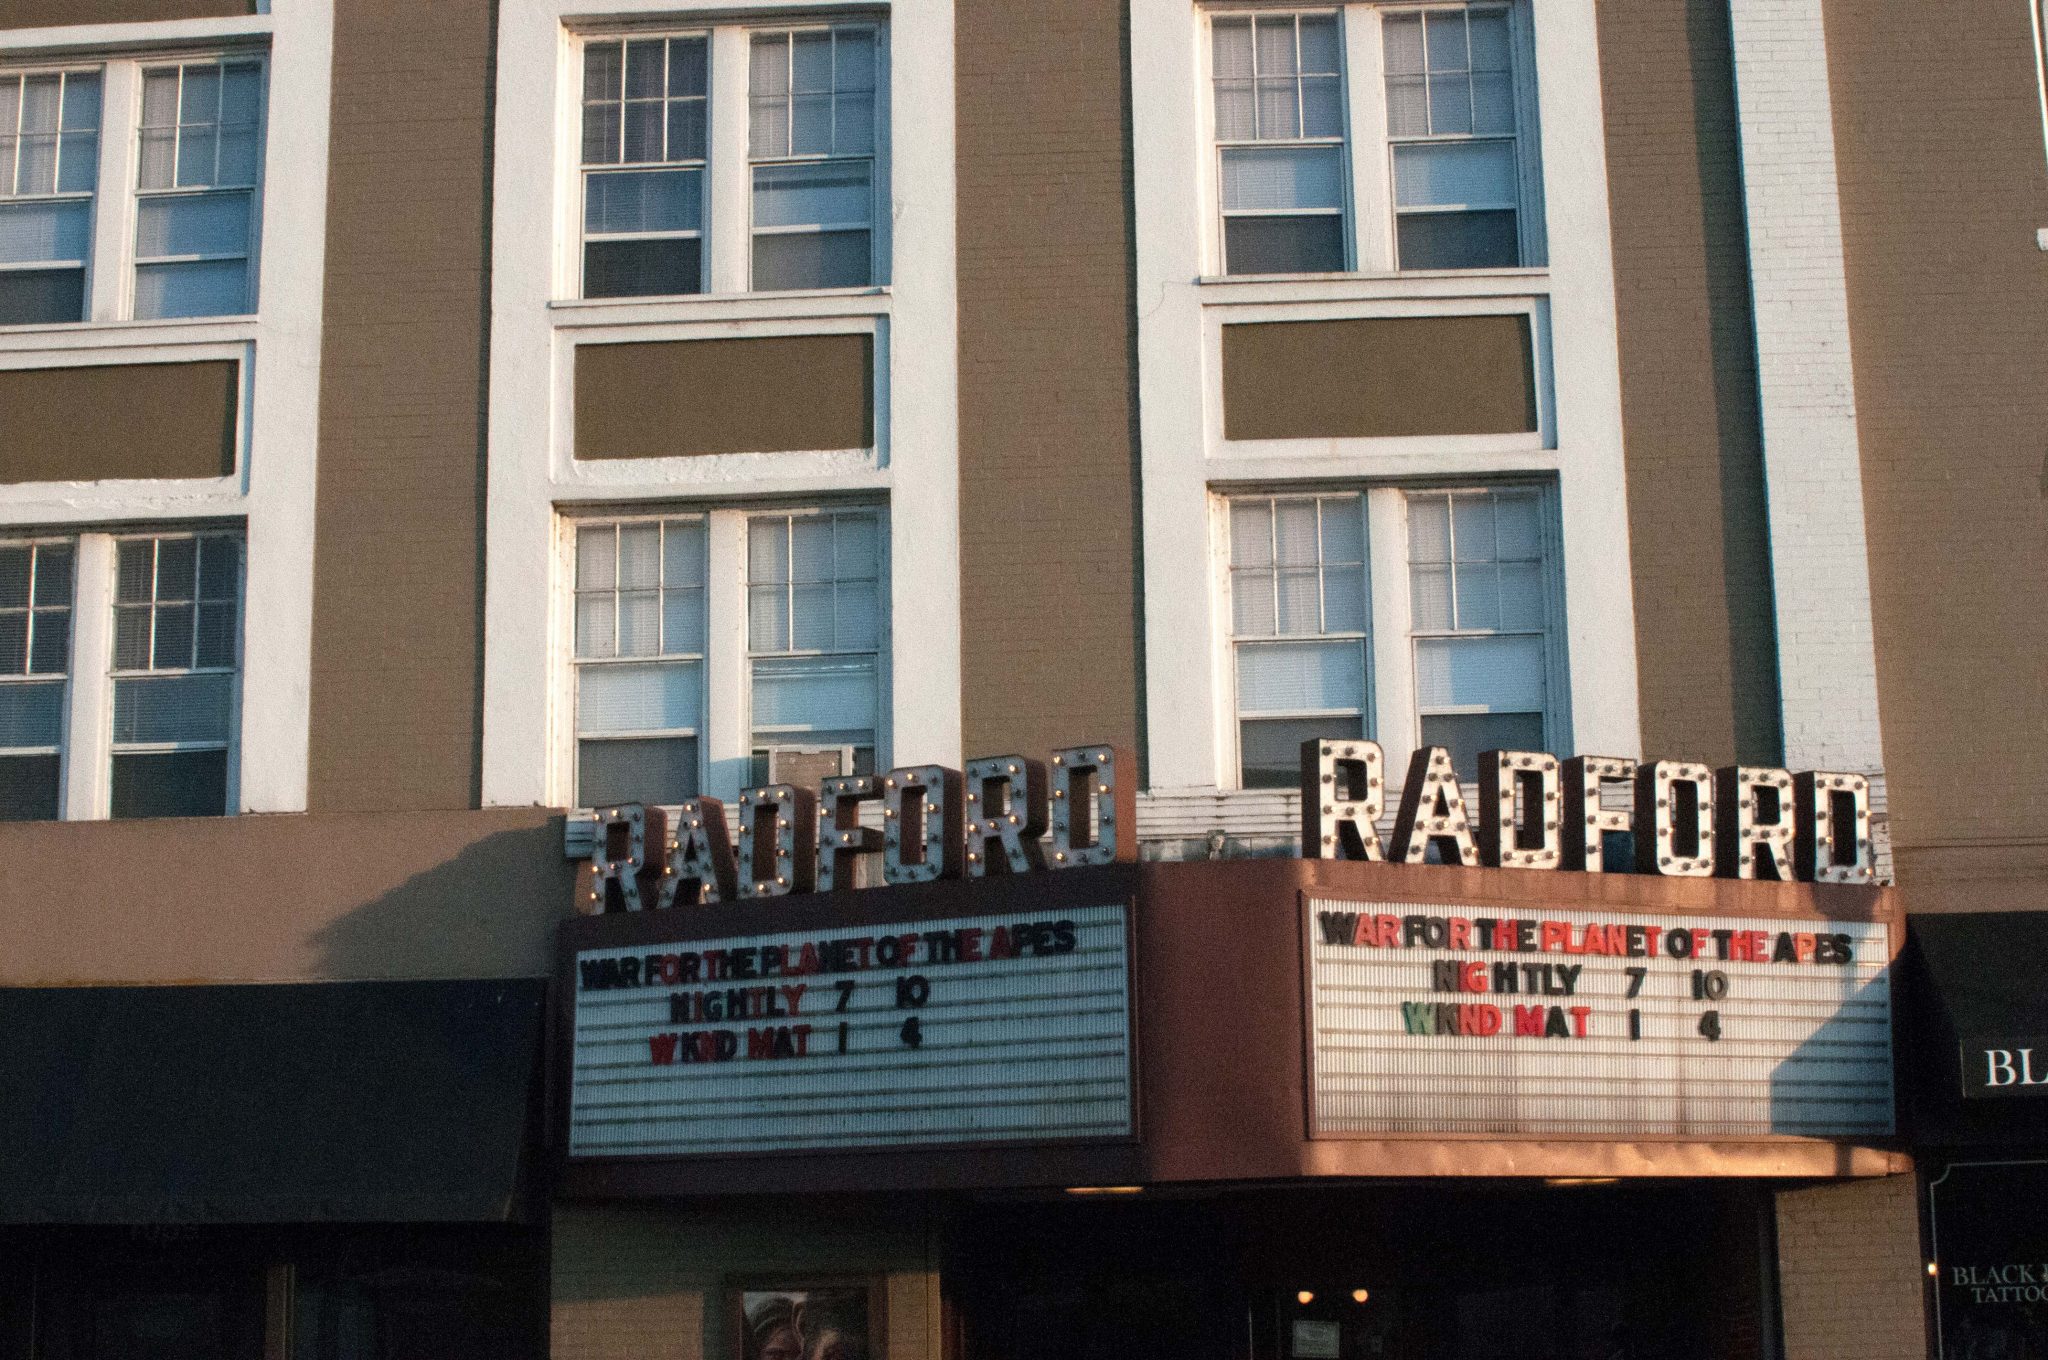 RADFORD
WAR FOR THE PLANET OF THE APES
NIGHTLY 7 10
WKND MAT 1 4
RADFORD
WAR FOR THE PLANET OF THE APES
NIGHTLY 7 10
WKND MAT 1 4
BL
BLACK
TATTOO